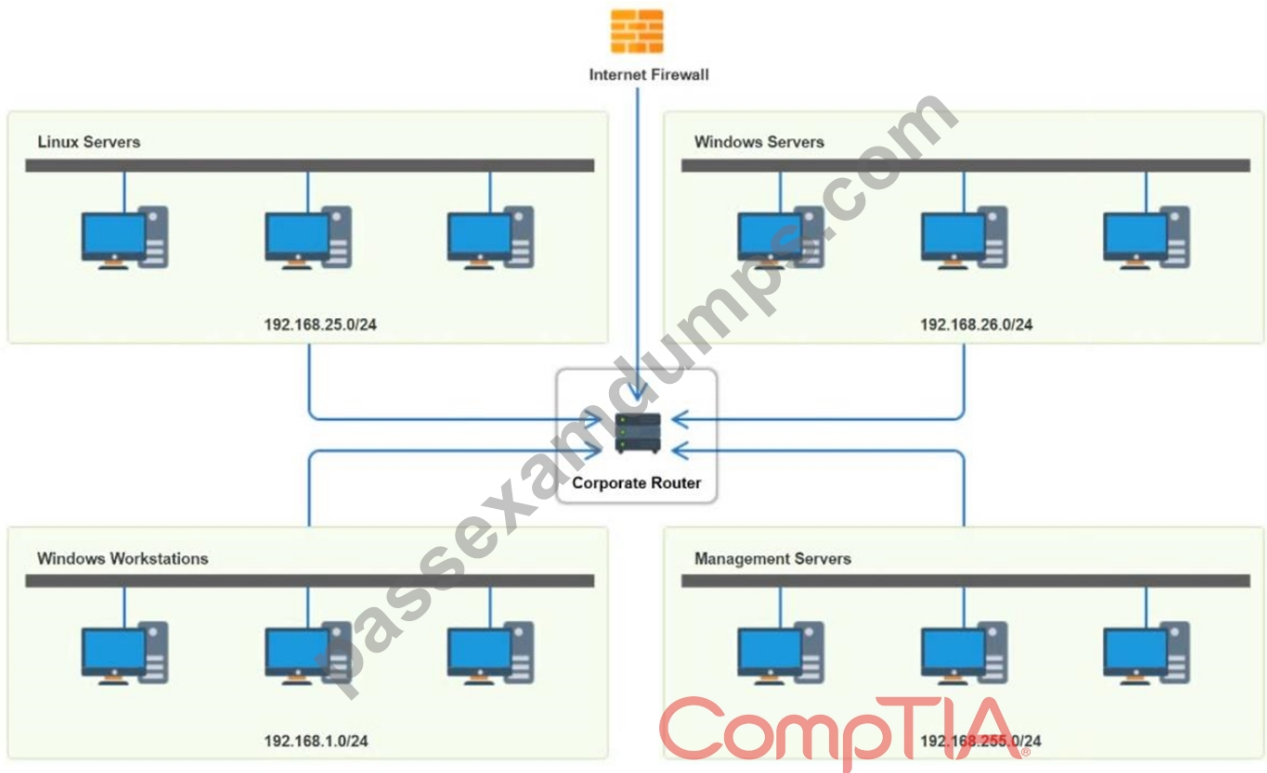 Internet Firewall
Linux Servers
Windows Servers
192.168.25.0/24
192.168.26.0/24
Corporate Router
Windows Workstations
Management Servers
192.168.1.0/24
192.168.255.0/24
CompTIA®
passexamdumps.com